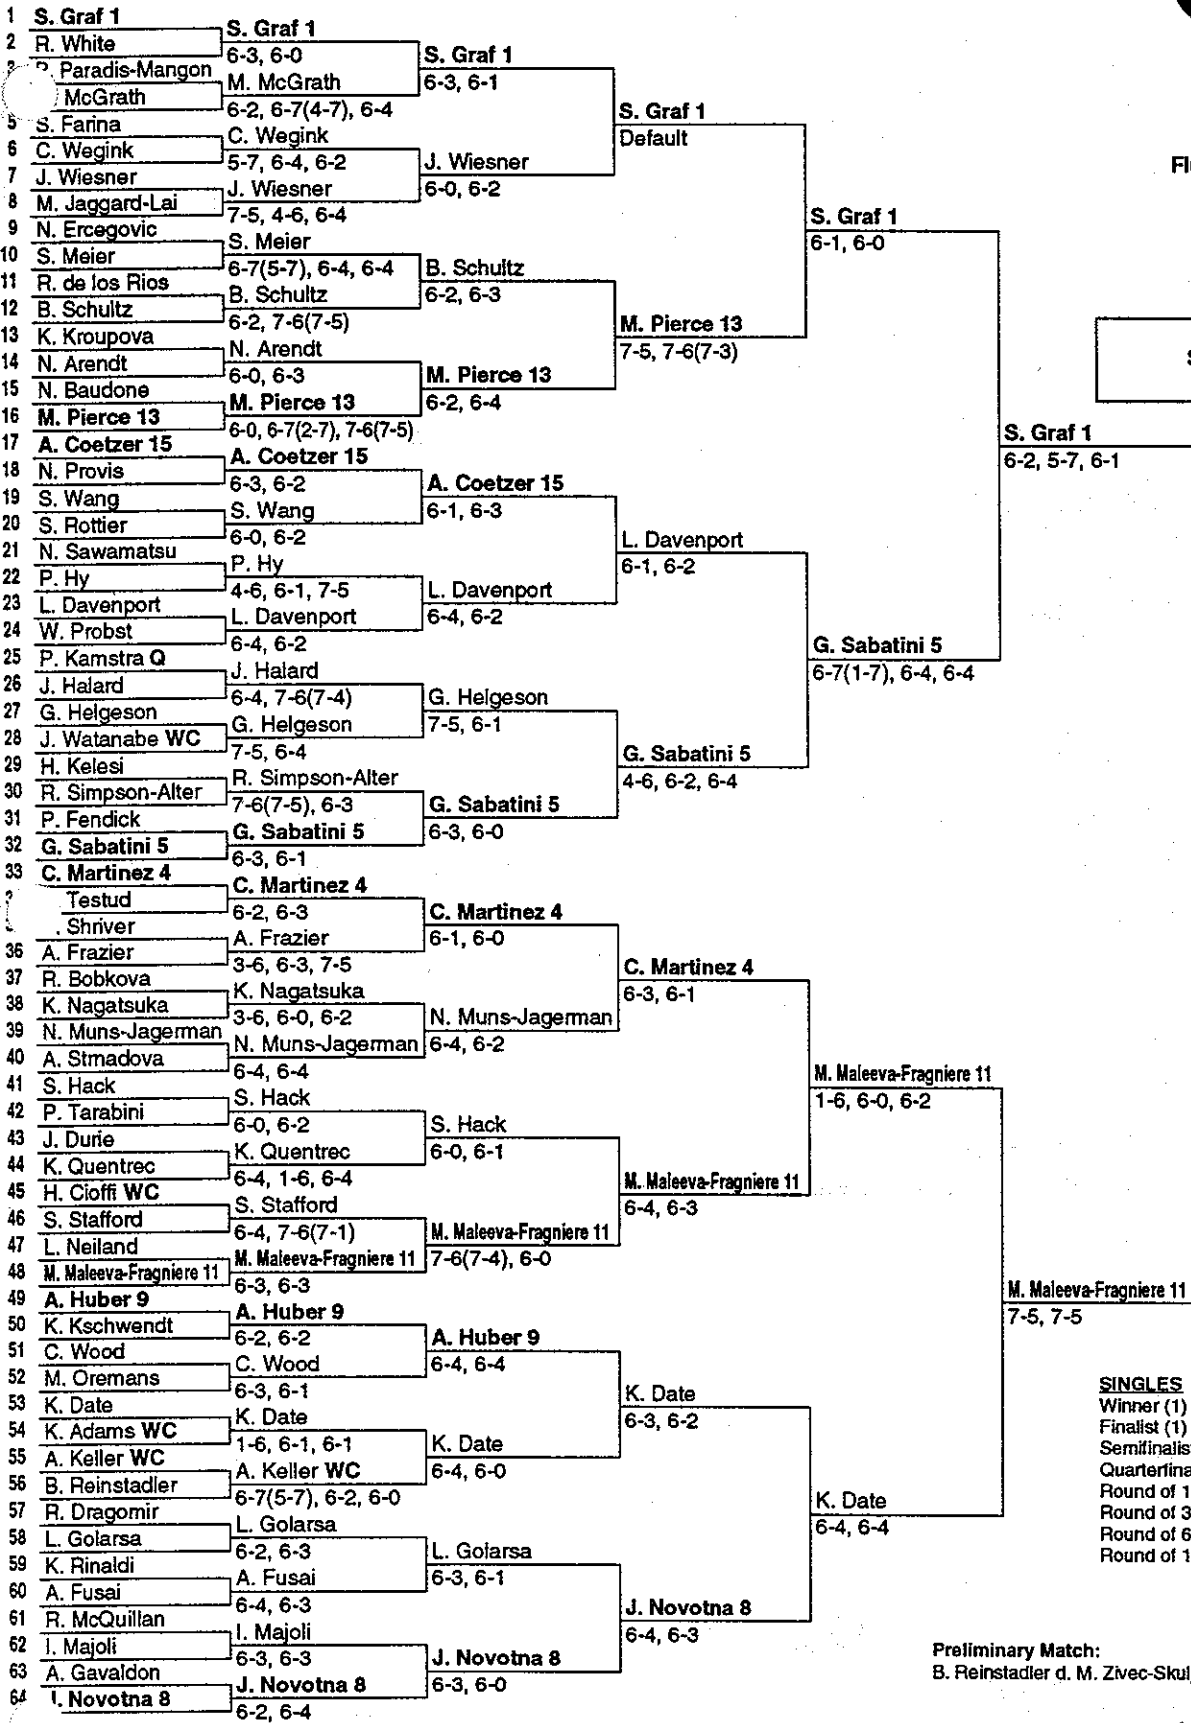 1 S. Graf 1
2 R. White
Paradis-Mangon
McGrath
5 S. Farina
6 C. Wegink
7 J. Wiesner
8 M. Jaggard-Lai
9 N. Ercegovic
10 S. Meier
11 R. de los Rios
12 B. Schultz
13 K. Kroupova
14 N. Arendt
15 N. Baudone
16 M. Pierce 13
17 A. Coetzer 15
18 N. Provis
19 S. Wang
20 S. Rottier
21 N. Sawamatsu
22 P. Hy
23 L. Davenport
24 W. Probst
25 P. Kamstra Q
26 J. Halard
27 G. Helgeson
28 J. Watanabe WC
29 H. Kelesi
30 R. Simpson-Alter
31 P. Fendick
32 G. Sabatini 5
33 C. Martinez 4
Testud
. Shriver
36 A. Frazier
37 R. Bobkova
38 K. Nagatsuka
39 N. Muns-Jagerman
40 A. Strnadova
41 S. Hack
42 P. Tarabini
43 J. Durie
44 K. Quentrec
45 H. Cioffi WC
46 S. Stafford
47 L. Neiland
48 M. Maleeva-Fragniere 11
49 A. Huber 9
50 K. Kschwendt
51 C. Wood
52 M. Oremans
53 K. Date
54 K. Adams WC
55 A. Keller WC
56 B. Reinstadler
57 R. Dragomir
58 L. Golarsa
59 K. Rinaldi
60 A. Fusai
61 R. McQuillan
62 I. Majoli
63 A. Gavaldon
64 . Novotna 8
S. Graf 1
6-3, 6-0
M. McGrath
6-2, 6-7(4-7), 6-4
C. Wegink
5-7, 6-4, 6-2
J. Wiesner
7-5, 4-6, 6-4
S. Meier
6-7(5-7), 6-4, 6-4
B. Schultz
6-2, 7-6(7-5)
N. Arendt
6-0, 6-3
M. Pierce 13
6-0, 6-7(2-7), 7-6(7-5)
A. Coetzer 15
6-3, 6-2
S. Wang
6-0, 6-2
P. Hy
4-6, 6-1, 7-5
L. Davenport
6-4, 6-2
J. Halard
6-4, 7-6(7-4)
G. Helgeson
7-5, 6-4
R. Simpson-Alter
7-6(7-5), 6-3
G. Sabatini 5
6-3, 6-1
C. Martinez 4
6-2, 6-3
A. Frazier
3-6, 6-3, 7-5
K. Nagatsuka
3-6, 6-0, 6-2
N. Muns-Jagerman
6-4, 6-4
S. Hack
6-0, 6-2
K. Quentrec
6-4, 1-6, 6-4
S. Stafford
6-4, 7-6(7-1)
M. Maleeva-Fragniere 11
6-3, 6-3
A. Huber 9
6-2, 6-2
C. Wood
6-3, 6-1
K. Date
1-6, 6-1, 6-1
A. Keller WC
6-7(5-7), 6-2, 6-0
L. Golarsa
6-2, 6-3
A. Fusai
6-4, 6-3
I. Majoli
6-3, 6-3
J. Novotna 8
6-2, 6-4
S. Graf 1
6-3, 6-1
J. Wiesner
6-0, 6-2
B. Schultz
6-2, 6-3
M. Pierce 13
6-2, 6-4
A. Coetzer 15
6-1, 6-3
L. Davenport
6-4, 6-2
G. Helgeson
7-5, 6-1
G. Sabatini 5
6-3, 6-0
C. Martinez 4
6-1, 6-0
N. Muns-Jagerman
6-4, 6-2
S. Hack
6-0, 6-1
M. Maleeva-Fragniere 11
7-6(7-4), 6-0
A. Huber 9
6-4, 6-4
K. Date
6-4, 6-0
L. Golarsa
6-3, 6-1
J. Novotna 8
6-3, 6-0
S. Graf 1
Default
M. Pierce 13
7-5, 7-6(7-3)
L. Davenport
6-1, 6-2
G. Sabatini 5
4-6, 6-2, 6-4
C. Martinez 4
6-3, 6-1
M. Maleeva-Fragniere 11
6-4, 6-3
K. Date
6-3, 6-2
J. Novotna 8
6-4, 6-3
S. Graf 1
6-1, 6-0
G. Sabatini 5
6-7(1-7), 6-4, 6-4
M. Maleeva-Fragniere 11
1-6, 6-0, 6-2
K. Date
6-4, 6-4
S. Graf 1
6-2, 5-7, 6-1
M. Maleeva-Fragniere 11
7-5, 7-5
SINGLES
Winner (1)
Finalist (1)
Semifinalis
Quarterfina
Round of 1
Round of 3
Round of 6
Round of 1
Preliminary Match:
B. Reinstadler d. M. Zivec-Skul